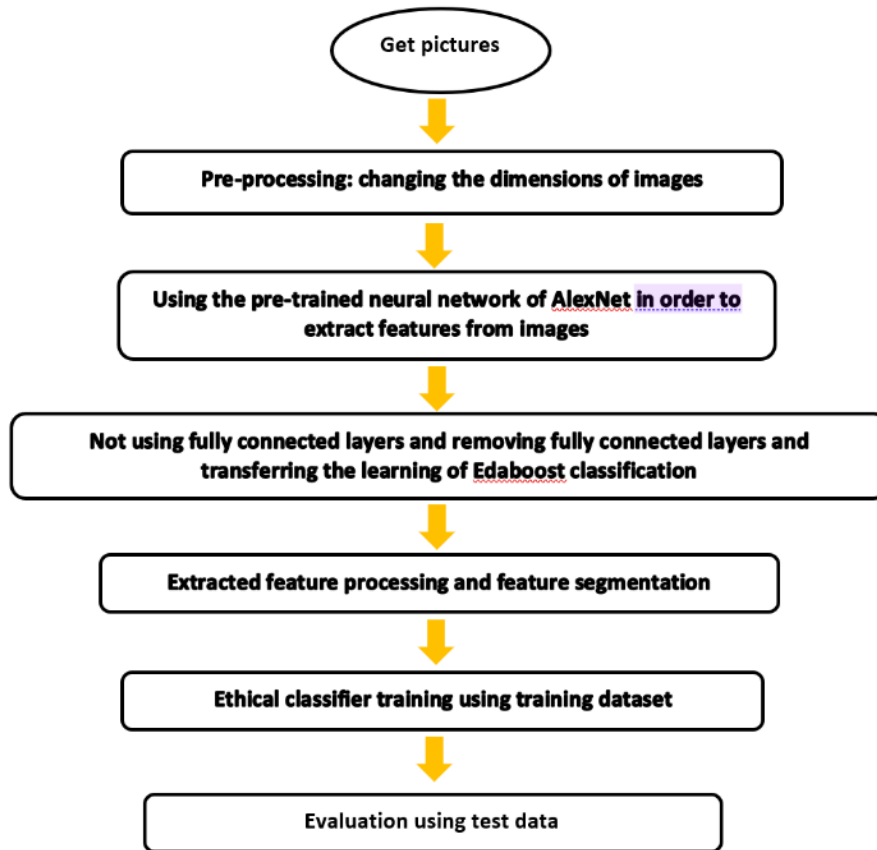 Get pictures
Pre-processing: changing the dimensions of images
Using the pre-trained neural network of AlexNet in order to
extract features from images
Not using fully connected layers and removing fully connected layers and
transferring the learning of Edaboost classification
Extracted feature processing and feature segmentation
Ethical classifier training using training dataset
Evaluation using test data